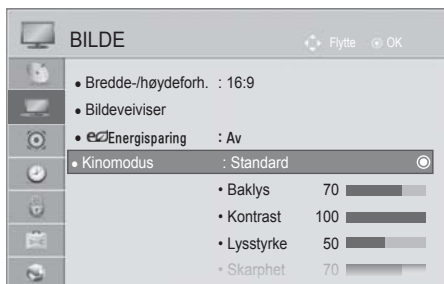 BILDE
Flytte OK
• Bredde-/høydeforh. : 16:9
• Bildeveiviser
• eco Energisparing : Av
• Kinomodus : Standard
• Baklys 70
• Kontrast 100
• Lysstyrke 50
• Skarphet 70